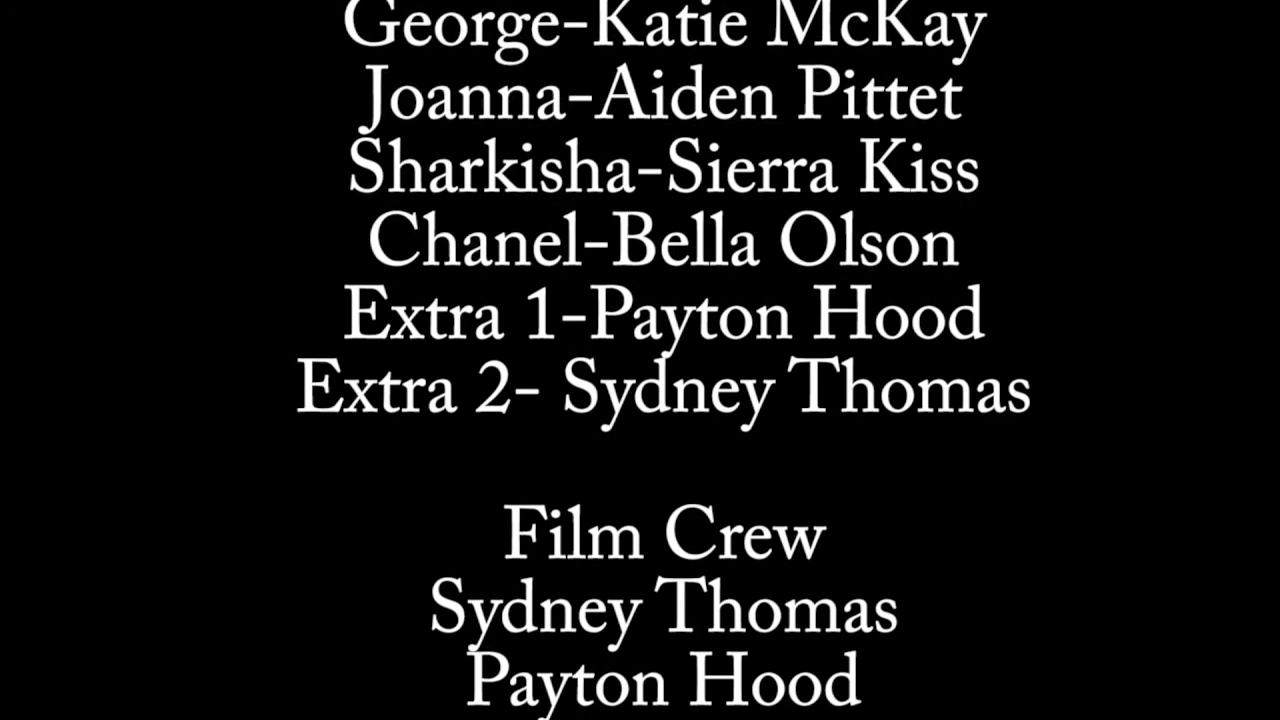 George-Katie McKay
Joanna-Aiden Pittet
Sharkisha-Sierra Kiss
Chanel-Bella Olson
Extra 1-Payton Hood
Extra 2- Sydney Thomas
Film Crew
Sydney Thomas
Payton Hood